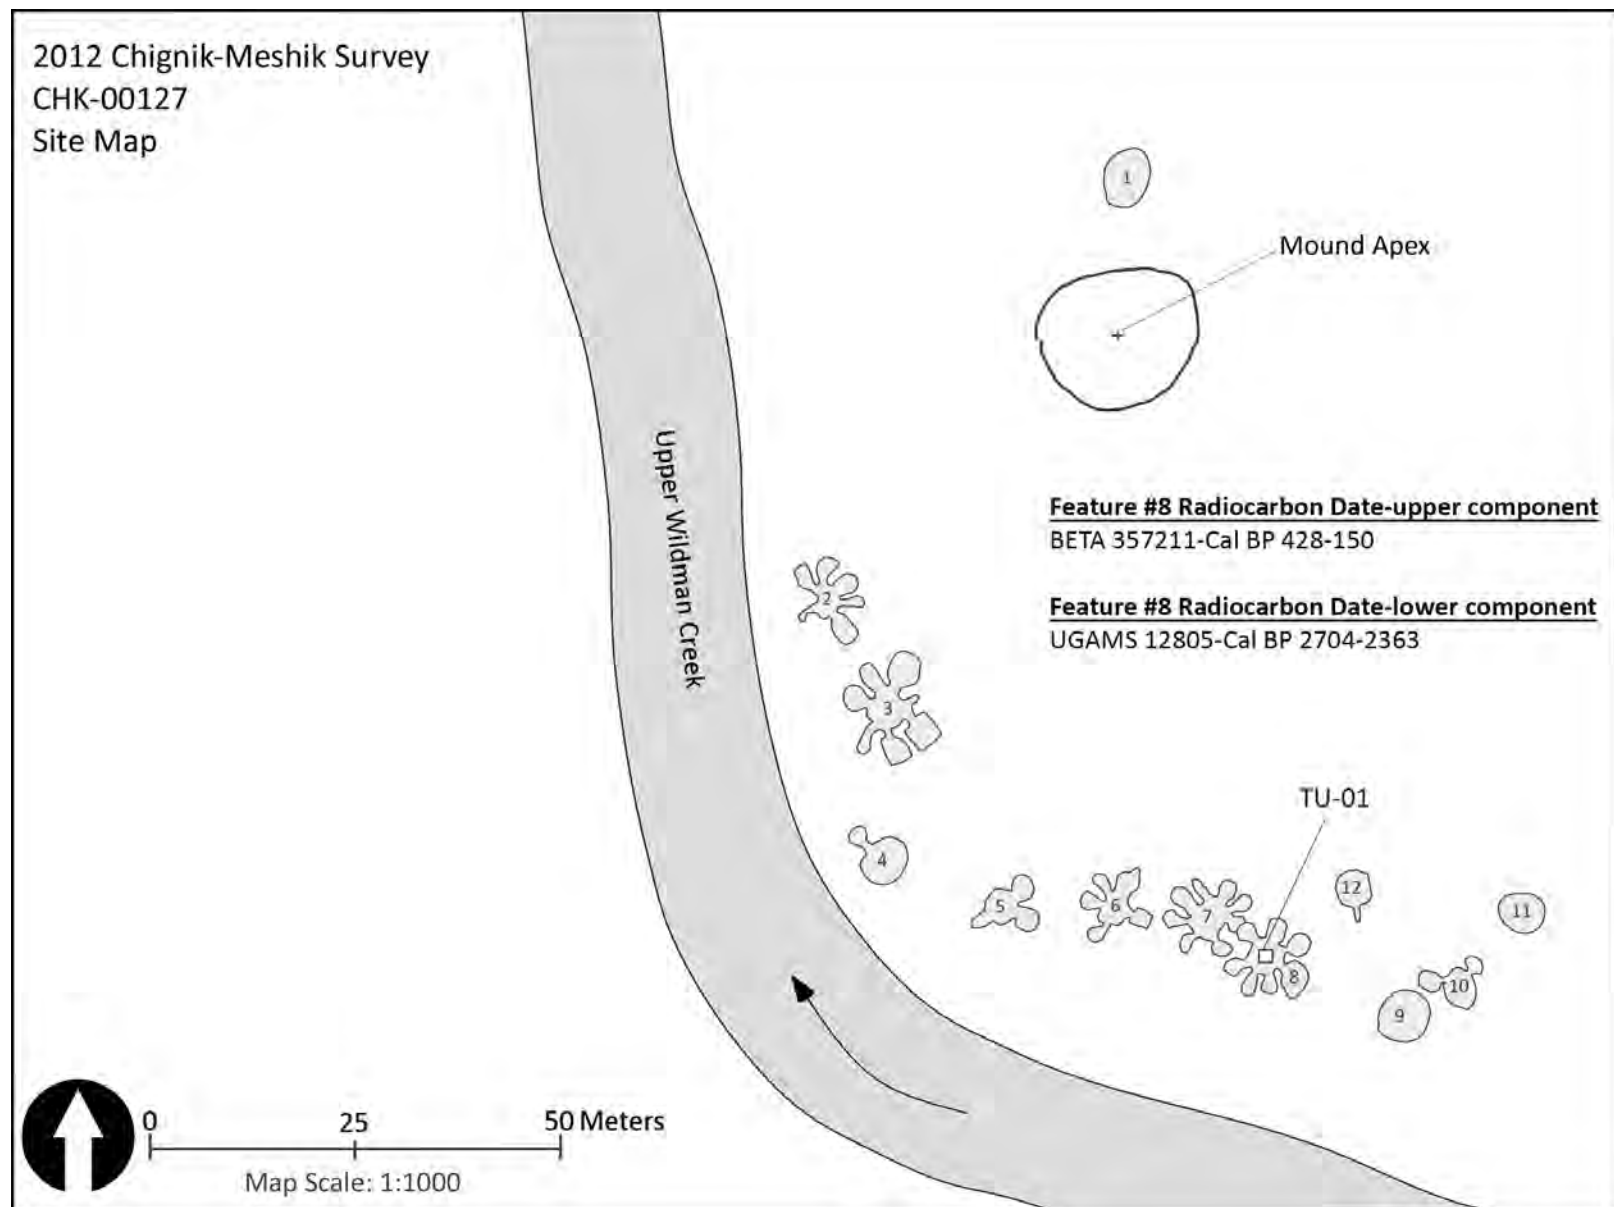 2012 Chignik-Meshik Survey
CHK-00127
Site Map
1
Mound Apex
Upper Wildman Creek
Feature #8 Radiocarbon Date-upper component
BETA 357211-Cal BP 428-150
Feature #8 Radiocarbon Date-lower component
UGAMS 12805-Cal BP 2704-2363
2
3
TU-01
4
5
6
7
8
12
11
10
9
0 25 50 Meters
Map Scale: 1:1000